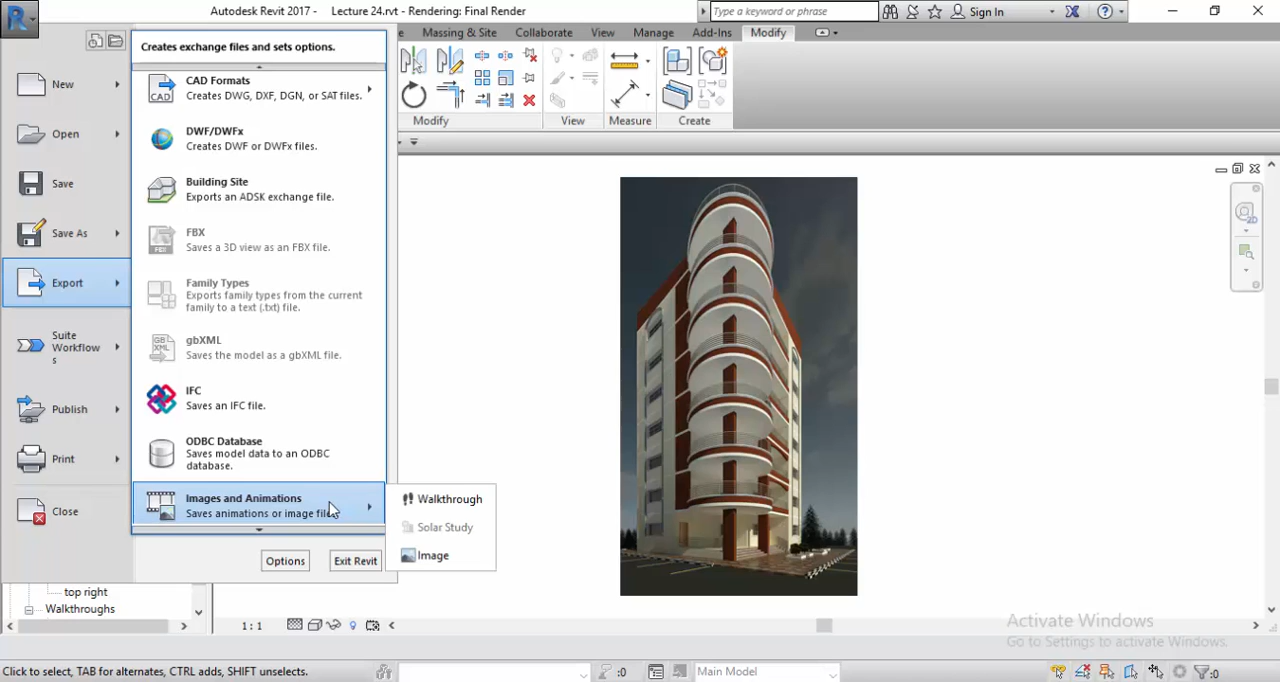 Autodesk Revit 2017 - Lecture 24.rvt - Rendering: Final Render
Type a keyword or phrase
Sign In
e Massing & Site Collaborate View Manage Add-Ins Modify
Modify View Measure Create
New
Open
Save
Save As
Export
Suite
Workflow
s
Publish
Print
Close
Creates exchange files and sets options.
CAD Formats
Creates DWG, DXF, DGN, or SAT files.
DWF/DWFx
Creates DWF or DWFx files.
Building Site
Exports an ADSK exchange file.
FBX
Saves a 3D view as an FBX file.
Family Types
Exports family types from the current
family to a text (.txt) file.
gbXML
Saves the model as a gbXML file.
IFC
Saves an IFC file.
ODBC Database
Saves model data to an ODBC
database.
Images and Animations
Saves animations or image file
Walkthrough
Solar Study
Image
Options Exit Revit
top right
Walkthroughs
1 : 1
Activate Windows
Go to Settings to activate Windows.
Click to select, TAB for alternates, CTRL adds, SHIFT unselects.
:0
Main Model
:0